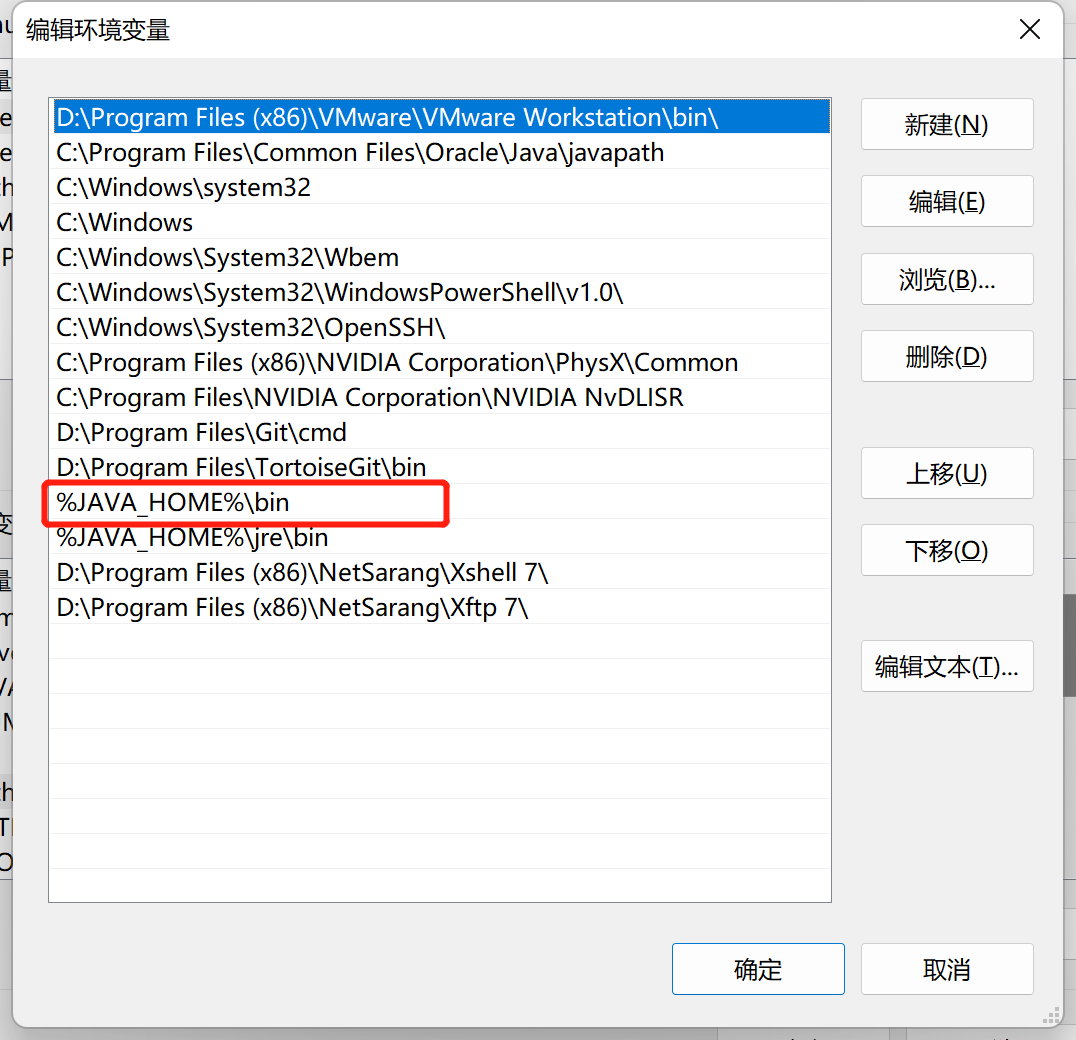 编辑环境变量
D:\Program Files (x86)\VMware\VMware Workstation\bin\
C:\Program Files\Common Files\Oracle\Java\javapath
C:\Windows\system32
C:\Windows
C:\Windows\System32\Wbem
C:\Windows\System32\WindowsPowerShell\v1.0\
C:\Windows\System32\OpenSSH\
C:\Program Files (x86)\NVIDIA Corporation\PhysX\Common
C:\Program Files\NVIDIA Corporation\NVIDIA NvDLISR
D:\Program Files\Git\cmd
D:\Program Files\TortoiseGit\bin
%JAVA_HOME%\bin
%JAVA_HOME%\jre\bin
D:\Program Files (x86)\NetSarang\Xshell 7\
D:\Program Files (x86)\NetSarang\Xftp 7\
新建(N)
编辑(E)
浏览(B)...
删除(D)
上移(U)
下移(O)
编辑文本(T)...
确定
取消